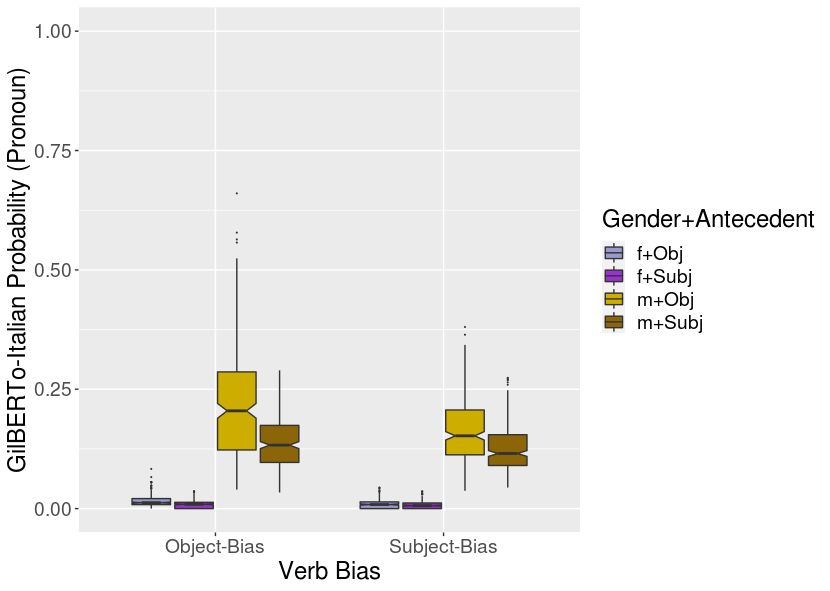 GilBERTo-Italian Probability (Pronoun)
1.00
0.75
0.50
0.25
0.00
Object-Bias
Subject-Bias
Verb Bias
Gender+Antecedent
f+Obj
f+Subj
m+Obj
m+Subj